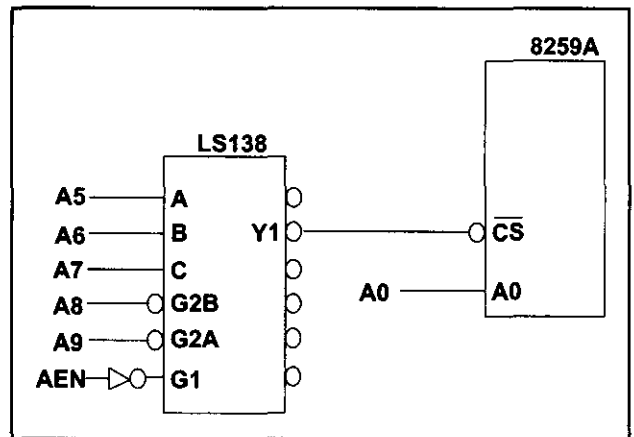 8259A
LS138
A5 A
A6 B Y1 CS
A7 C
A8 G2B A0 A0
A9 G2A
AEN G1